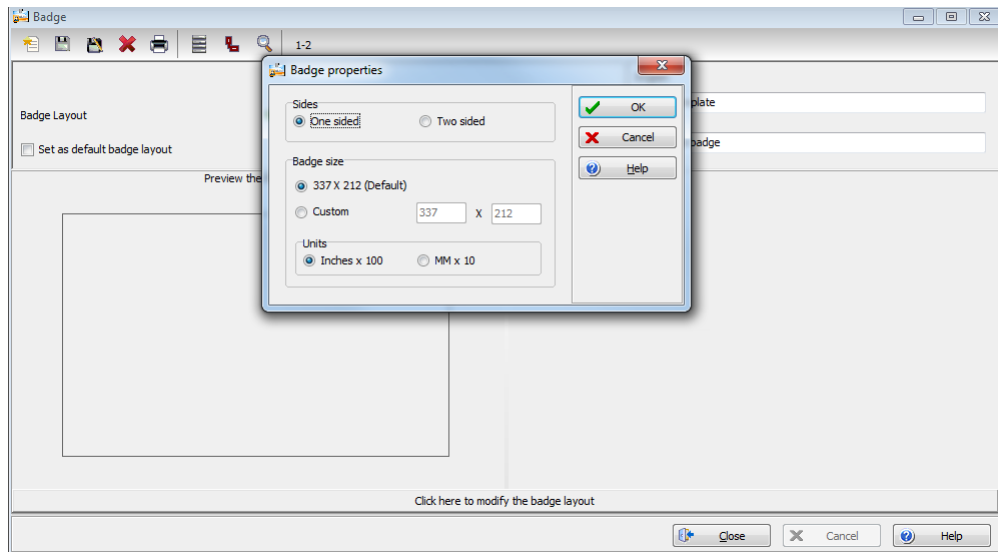 Badge
1-2
Badge properties
Badge Layout
Set as default badge layout
Preview the
plate
badge
Sides
One sided
Two sided
Badge size
337 X 212 (Default)
Custom
337 X 212
Units
Inches x 100
MM x 10
OK
Cancel
Help
Click here to modify the badge layout
Close
Cancel
Help